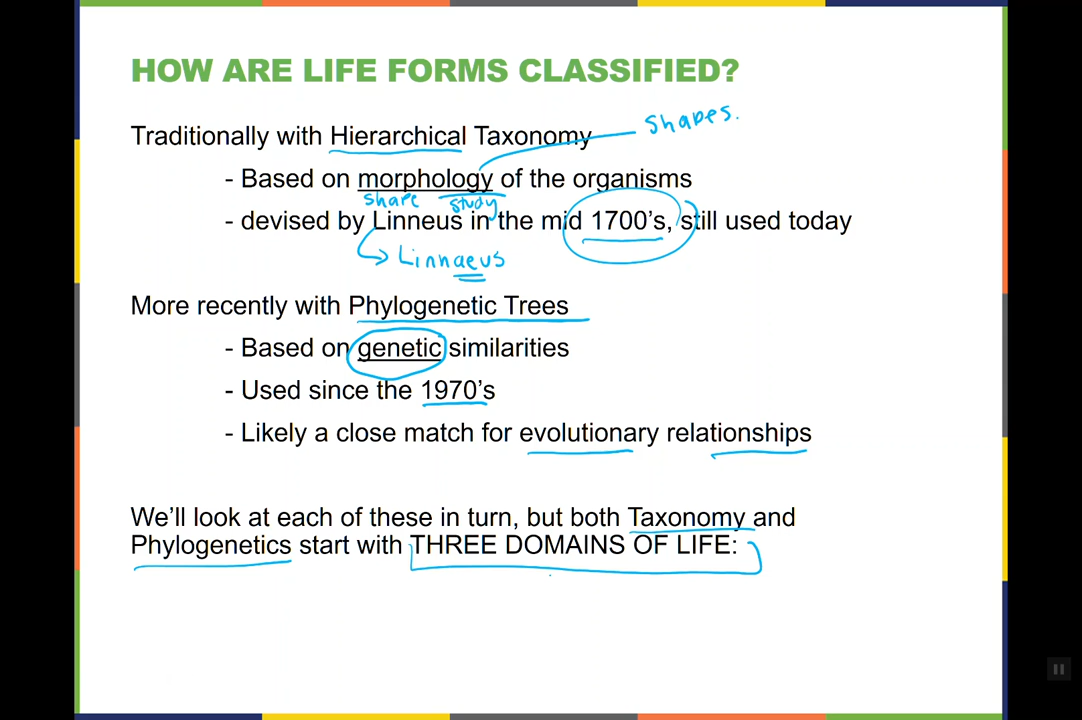 HOW ARE LIFE FORMS CLASSIFIED?
shapes.
Traditionally with Hierarchical Taxonomy
- Based on morphology of the organisms
shape study
- devised by Linneus in the mid 1700's, still used today
Linnaeus
More recently with Phylogenetic Trees
- Based on genetic similarities
- Used since the 1970's
- Likely a close match for evolutionary relationships
We'll look at each of these in turn, but both Taxonomy and
Phylogenetics start with THREE DOMAINS OF LIFE: